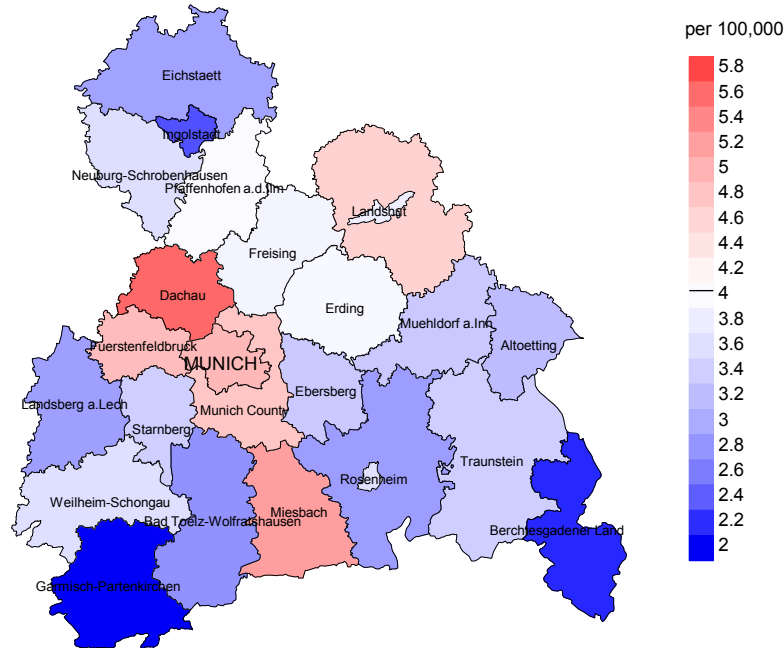 per 100,000
Eichstaett
Ingolstadt
Neuburg-Schrobenhausen
Pfaffenhofen a.d.Ilm
Landshut
Freising
Dachau
Erding
Muehldorf a.Inn
Altoetting
Fuerstenfeldbruck
MUNICH
Ebersberg
Landsberg a.Lech
Munich County
Starnberg
Traunstein
Rosenheim
Miesbach
Weilheim-Schongau
Bad Toelz-Wolfratshausen
Berchtesgadener Land
Garmisch-Partenkirchen
5.8
5.6
5.4
5.2
5
4.8
4.6
4.4
4.2
4
3.8
3.6
3.4
3.2
3
2.8
2.6
2.4
2.2
2